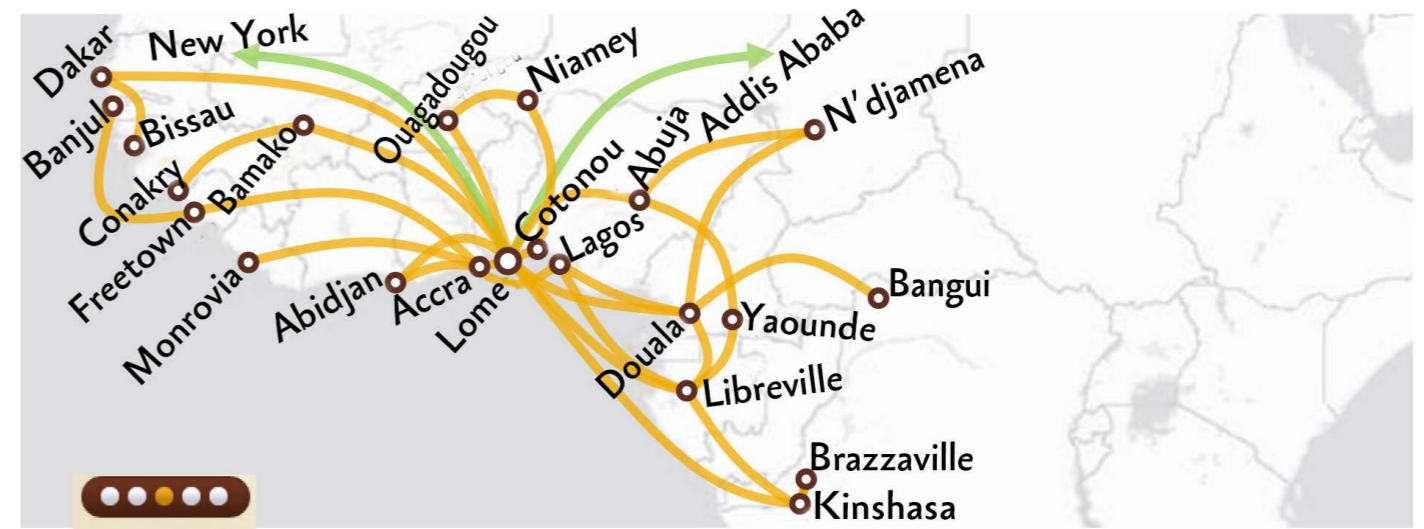 Dakar
New York
Ouagadougou
Niamey
Addis Ababa
N'djamena
Banjul
Bissau
Bamako
Conakry
Cotonou
Abuja
Freetown
Lagos
Monrovia
Abidjan
Accra
Lome
Bangui
Yaounde
Douala
Libreville
Brazzaville
Kinshasa